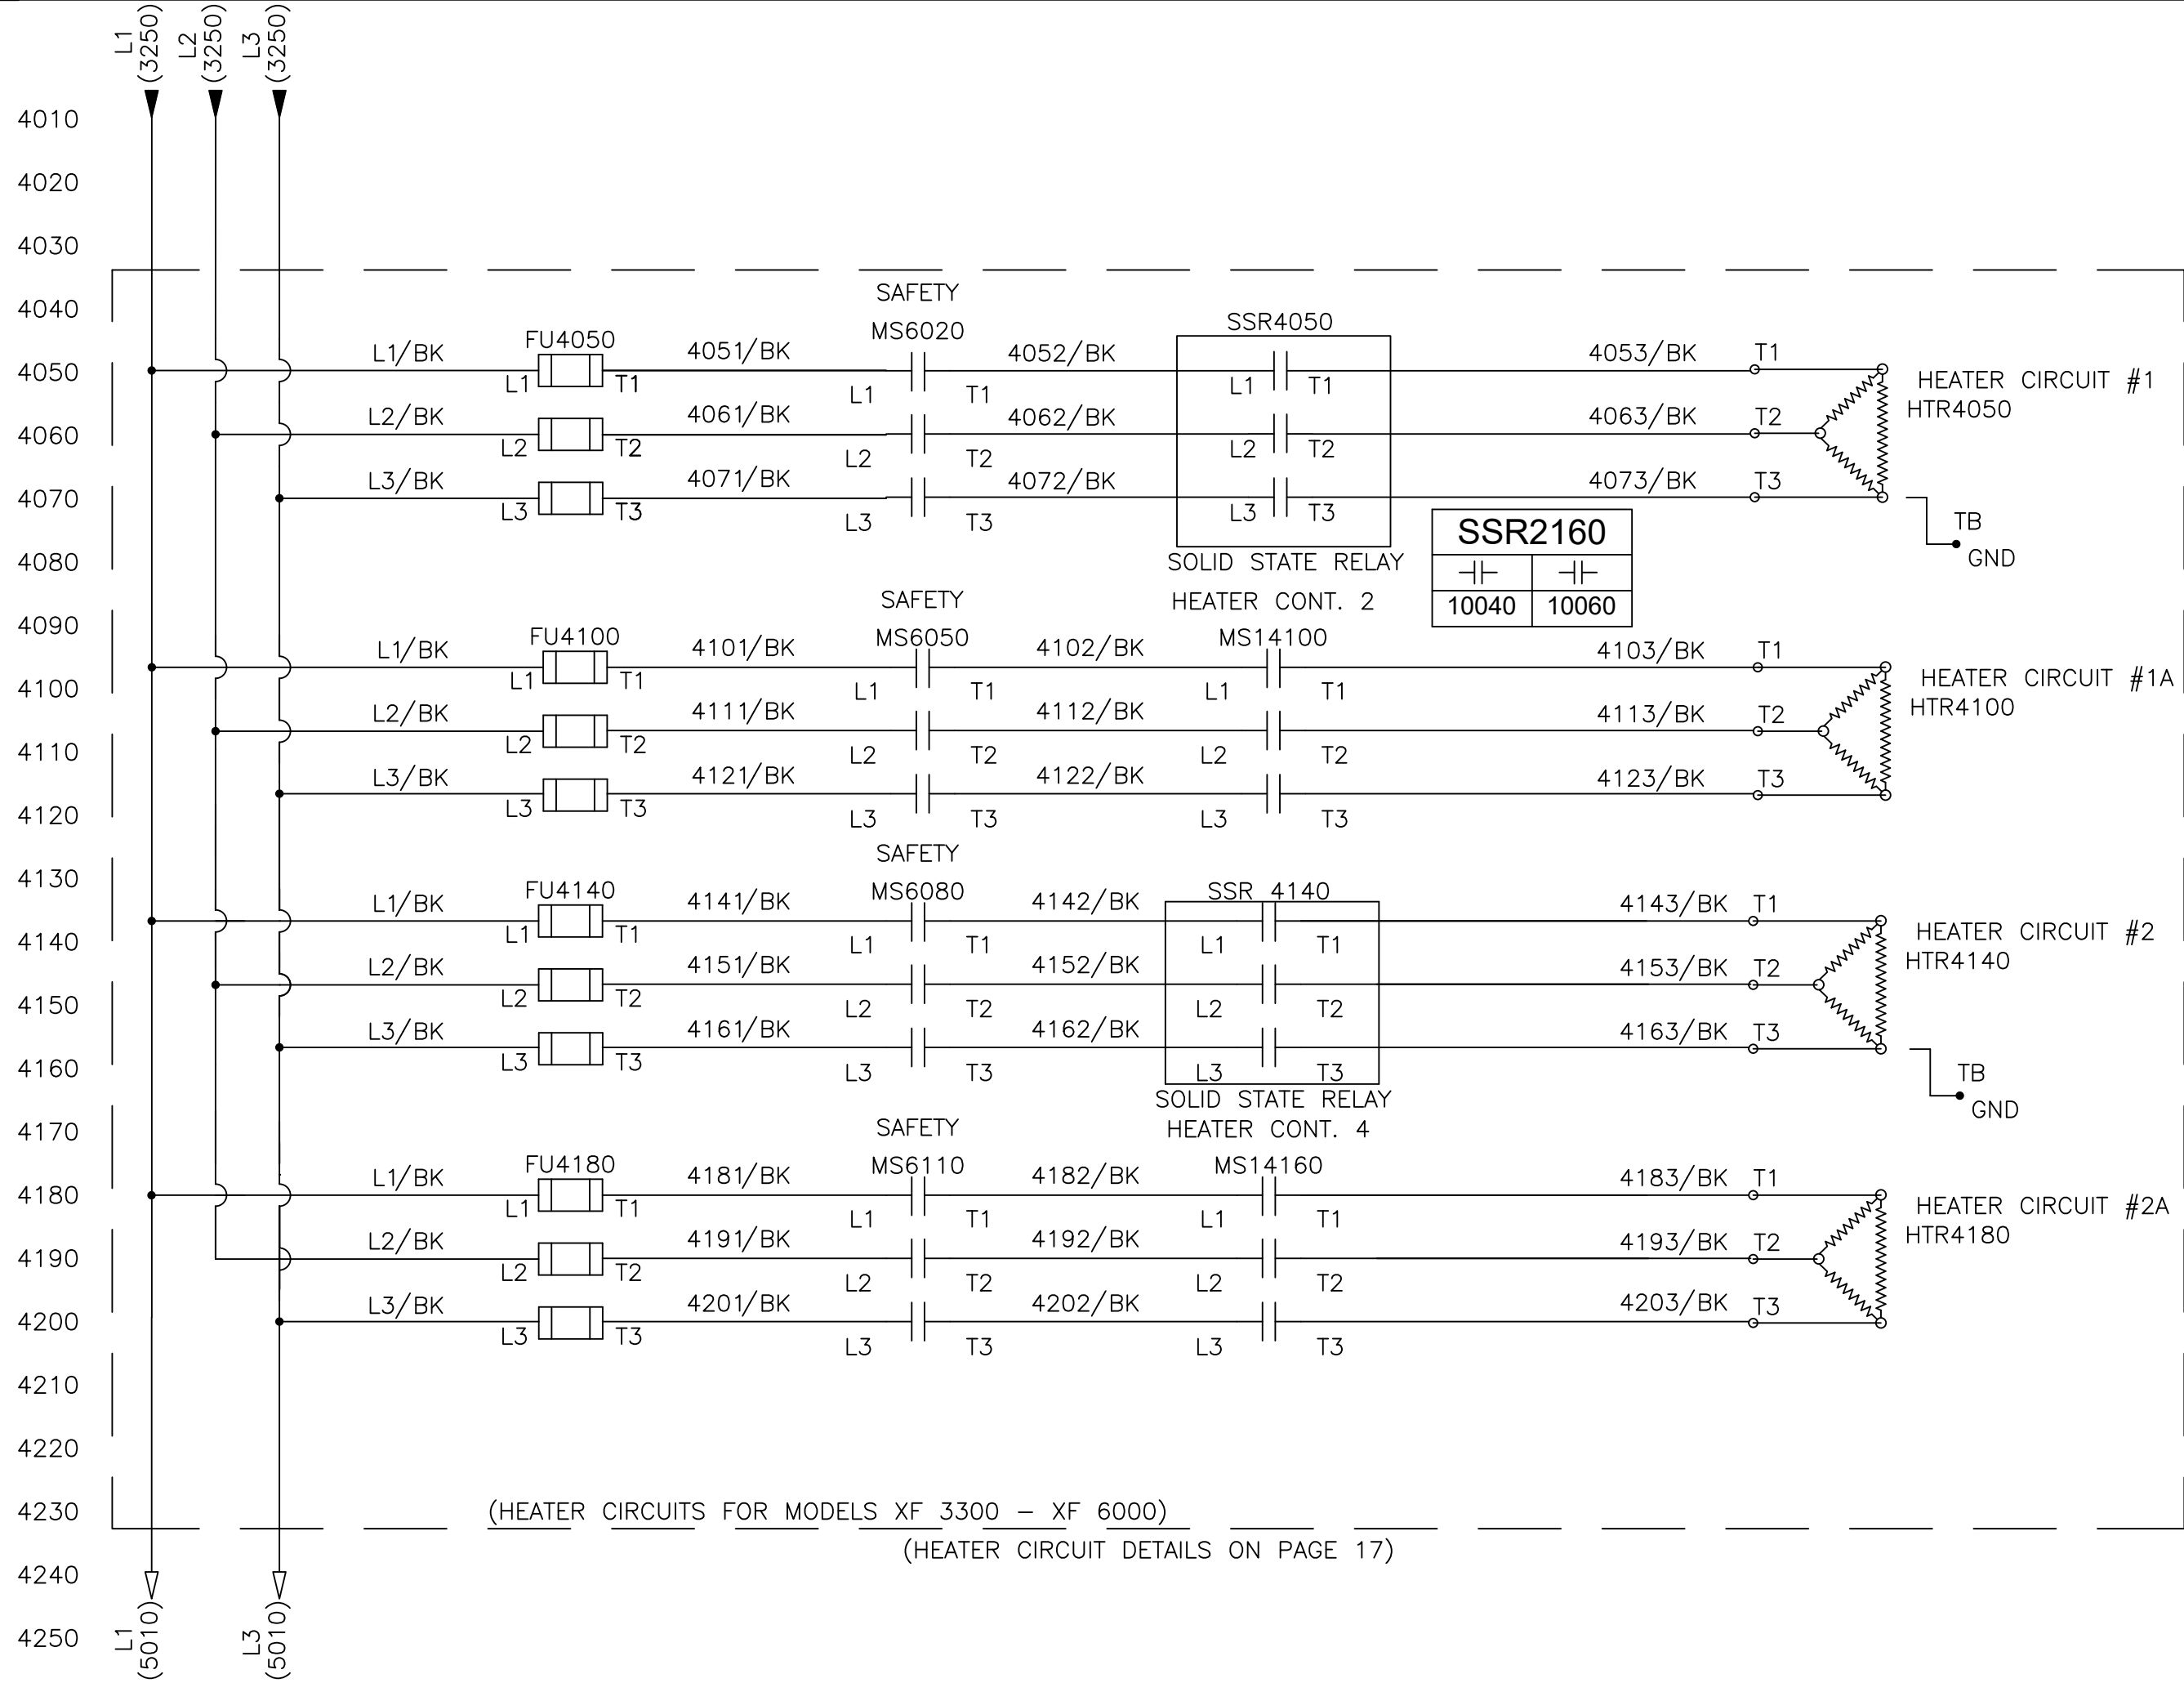 L1
(3250)
L2
(3250)
L3
(3250)
4010
4020
4030
4040
SAFETY
MS6020
SSR4050
FU4050
4050
L1/BK
L1
T1
4051/BK
L1
T1
4052/BK
L1
T1
4053/BK
T1
HEATER CIRCUIT #1
HTR4050
4060
L2/BK
L2
T2
4061/BK
L2
T2
4062/BK
L2
T2
4063/BK
T2
4070
L3/BK
L3
T3
4071/BK
L3
T3
4072/BK
L3
T3
4073/BK
T3
TB
GND
SSR2160
10040
10060
4080
SOLID STATE RELAY
HEATER CONT. 2
4090
SAFETY
MS6050
MS14100
FU4100
4100
L1/BK
L1
T1
4101/BK
L1
T1
4102/BK
L1
T1
4103/BK
T1
HEATER CIRCUIT #1A
HTR4100
4110
L2/BK
L2
T2
4111/BK
L2
T2
4112/BK
L2
T2
4113/BK
T2
4120
L3/BK
L3
T3
4121/BK
L3
T3
4122/BK
L3
T3
4123/BK
T3
4130
SAFETY
MS6080
SSR 4140
FU4140
4140
L1/BK
L1
T1
4141/BK
L1
T1
4142/BK
L1
T1
4143/BK
T1
HEATER CIRCUIT #2
HTR4140
4150
L2/BK
L2
T2
4151/BK
L2
T2
4152/BK
L2
T2
4153/BK
T2
4160
L3/BK
L3
T3
4161/BK
L3
T3
4162/BK
L3
T3
4163/BK
T3
TB
GND
SOLID STATE RELAY
HEATER CONT. 4
4170
SAFETY
MS6110
MS14160
FU4180
4180
L1/BK
L1
T1
4181/BK
L1
T1
4182/BK
L1
T1
4183/BK
T1
HEATER CIRCUIT #2A
HTR4180
4190
L2/BK
L2
T2
4191/BK
L2
T2
4192/BK
L2
T2
4193/BK
T2
4200
L3/BK
L3
T3
4201/BK
L3
T3
4202/BK
L3
T3
4203/BK
T3
4210
4220
4230
(HEATER CIRCUITS FOR MODELS XF 3300 – XF 6000)
(HEATER CIRCUIT DETAILS ON PAGE 17)
4240
4250
L1
(5010)
L3
(5010)